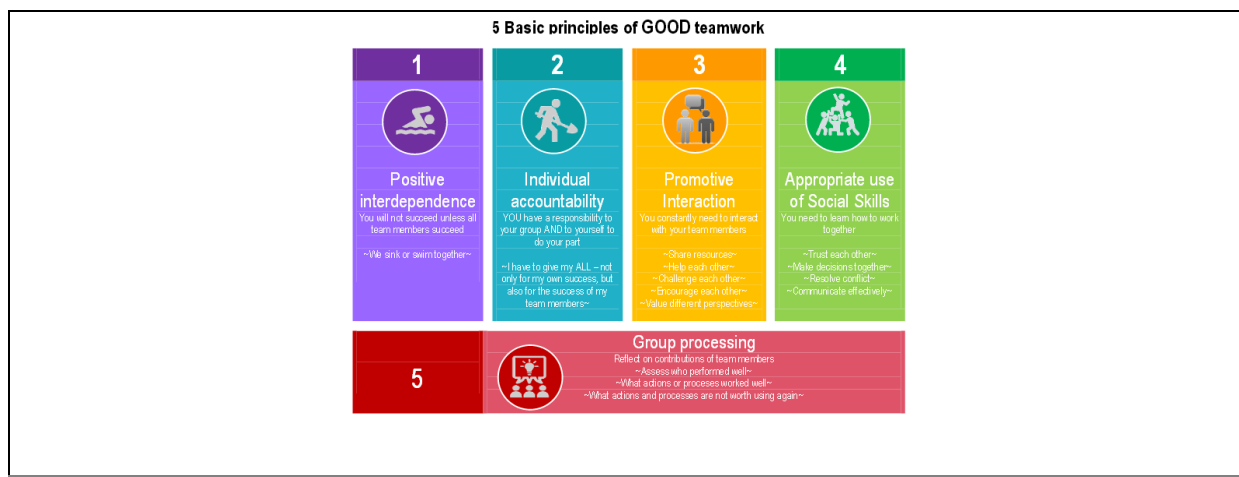 5 Basic principles of GOOD teamwork
1
Positive
interdependence
You will not succeed unless all
team members succeed
~We sink or swim together~
2
Individual
accountability
YOU have a responsibility to
your group AND to yourself to
do your part
~I have to give my ALL – not
only for my own success, but
also for the success of my
team members~
3
Promotive
Interaction
You constantly need to interact
with your team members
~Share resources~
~Help each other~
~Challenge each other~
~Encourage each other~
~Value different perspectives~
4
Appropriate use
of Social Skills
You need to learn how to work
together
~Trust each other~
~Make decisions together~
~Resolve conflict~
~Communicate effectively~
5
Group processing
Reflect on contributions of team members
~Assess who performed well~
~What actions or proceses worked well~
~What actions and processes are not worth using again~